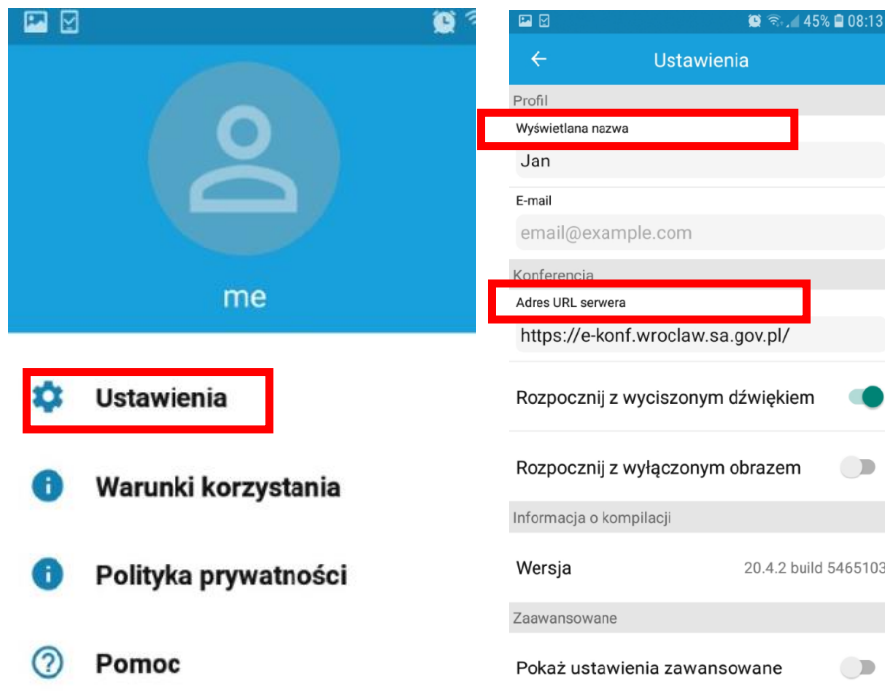 me
Ustawienia
Warunki korzystania
Polityka prywatności
Pomoc
45% 08:13
Ustawienia
Profil
Wyświetlana nazwa
Jan
E-mail
email@example.com
Konferencja
Adres URL serwera
https://e-konf.wroclaw.sa.gov.pl/
Rozpocznij z wyciszonym dźwiękiem
Rozpocznij z wyłączonym obrazem
Informacja o kompilacji
Wersja 20.4.2 build 5465103
Zaawansowane
Pokaż ustawienia zawansowane